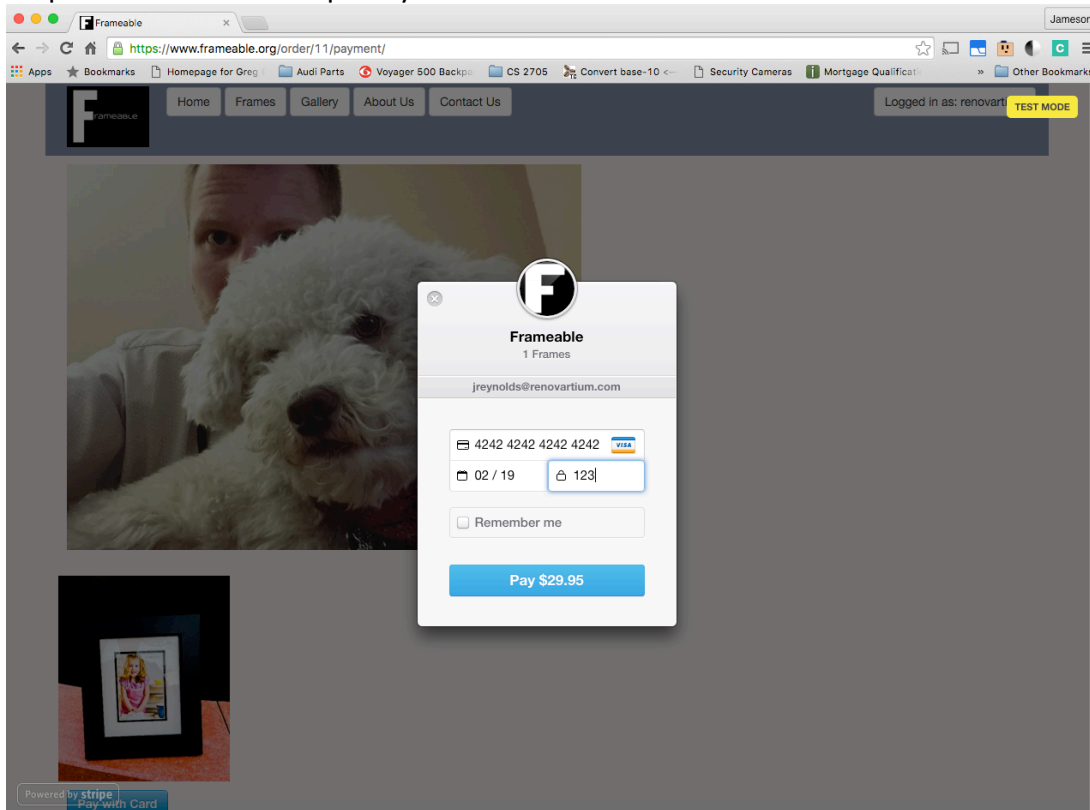 Frameable
Jameson
https://www.frameable.org/order/11/payment/
Apps Bookmarks Homepage for Greg Audi Parts Voyager 500 Backpa CS 2705 Convert base-10 <— Security Cameras Mortgage Qualificati » Other Bookmarks
Frameable Home Frames Gallery About Us Contact Us Logged in as: renovarti TEST MODE
F
Frameable
1 Frames
jreynolds@renovartium.com
4242 4242 4242 4242 VISA
02 / 19 123
Remember me
Pay $29.95
Powered by stripe
Pay with Card